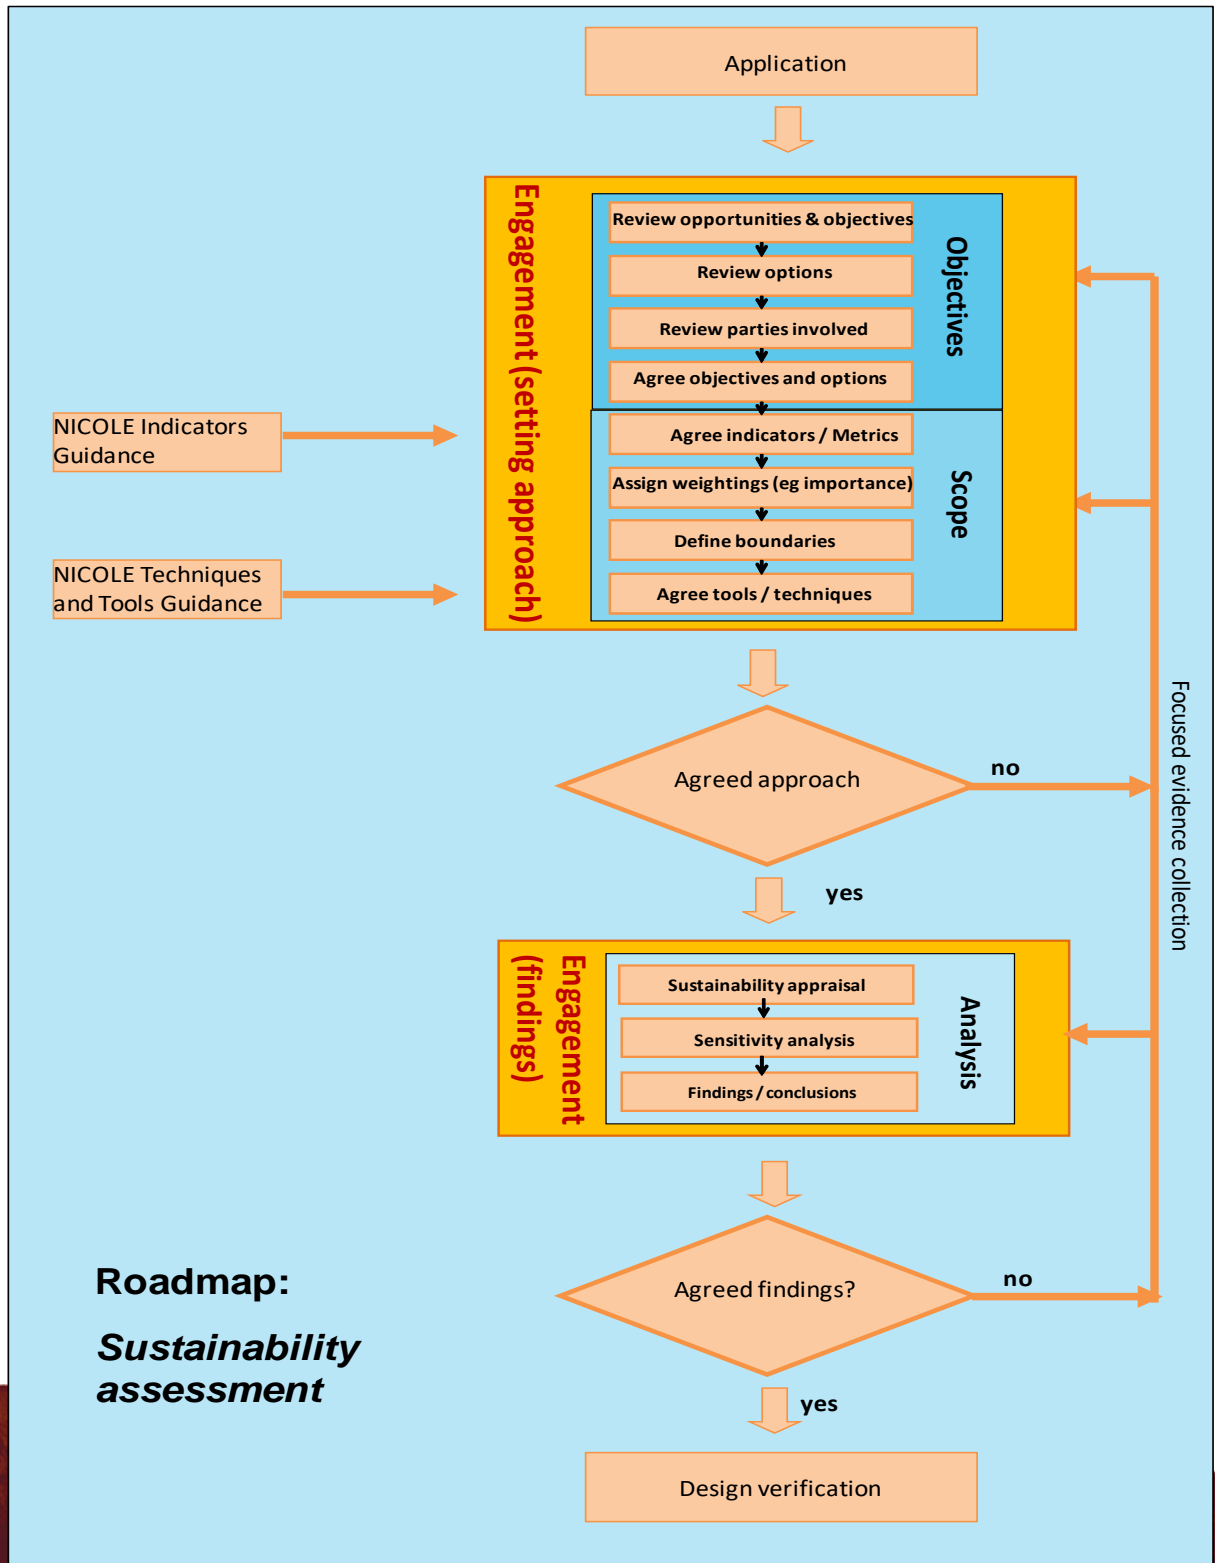 Application
Engagement (setting approach)
Review opportunities & objectives
Review options
Review parties involved
Agree objectives and options
Objectives
NICOLE Indicators
Guidance
Agree indicators / Metrics
Assign weightings (eg importance)
Define boundaries
Agree tools / techniques
Scope
NICOLE Techniques
and Tools Guidance
Focused evidence collection
Agreed approach
no
yes
Engagement
(findings)
Sustainability appraisal
Sensitivity analysis
Findings / conclusions
Analysis
Agreed findings?
no
yes
Roadmap:
Sustainability
assessment
Design verification